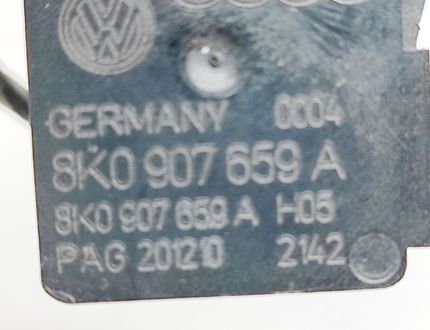 GERMANY 0004
8K0 907 659 A
8K0 907 659 A H05
PAG 201210 2142